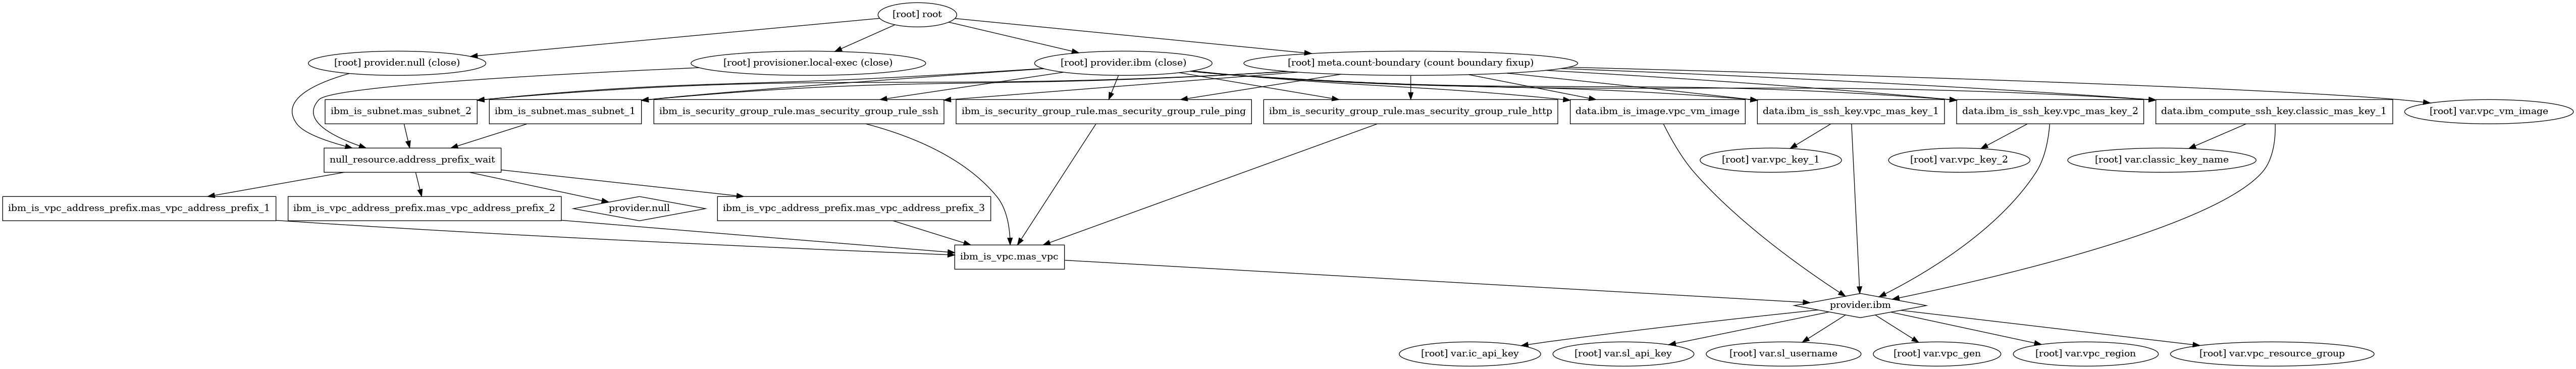 [root] root
[root] provider.null (close)
[root] provisioner.local-exec (close)
[root] provider.ibm (close)
[root] meta.count-boundary (count boundary fixup)
ibm_is_subnet.mas_subnet_2
ibm_is_subnet.mas_subnet_1
ibm_is_security_group_rule.mas_security_group_rule_ssh
ibm_is_security_group_rule.mas_security_group_rule_ping
ibm_is_security_group_rule.mas_security_group_rule_http
data.ibm_is_image.vpc_vm_image
data.ibm_is_ssh_key.vpc_mas_key_1
data.ibm_is_ssh_key.vpc_mas_key_2
data.ibm_compute_ssh_key.classic_mas_key_1
[root] var.vpc_vm_image
null_resource.address_prefix_wait
[root] var.vpc_key_1
[root] var.vpc_key_2
[root] var.classic_key_name
ibm_is_vpc_address_prefix.mas_vpc_address_prefix_1
ibm_is_vpc_address_prefix.mas_vpc_address_prefix_2
provider.null
ibm_is_vpc_address_prefix.mas_vpc_address_prefix_3
ibm_is_vpc.mas_vpc
provider.ibm
[root] var.ic_api_key
[root] var.sl_api_key
[root] var.sl_username
[root] var.vpc_gen
[root] var.vpc_region
[root] var.vpc_resource_group